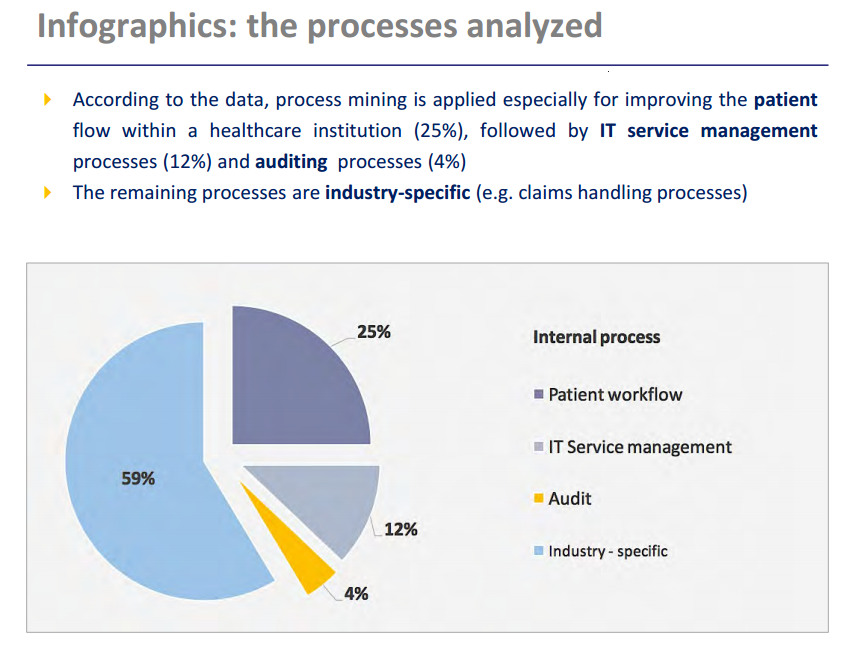 Infographics: the processes analyzed
According to the data, process mining is applied especially for improving the patient
flow within a healthcare institution (25%), followed by IT service management
processes (12%) and auditing processes (4%)
The remaining processes are industry-specific (e.g. claims handling processes)
25%
Internal process
Patient workflow
IT Service management
59%
Audit
12%
Industry - specific
4%